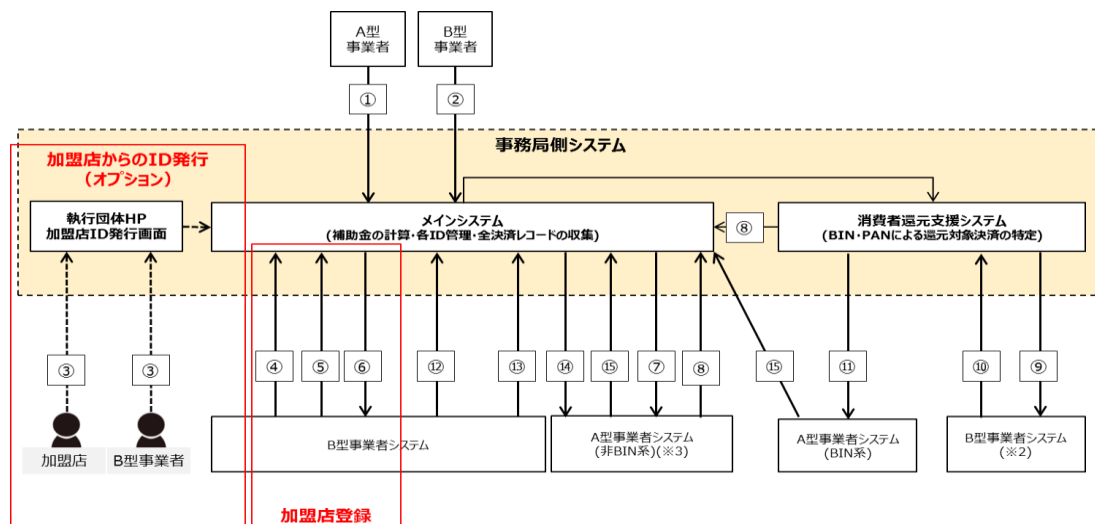 A型
事業者
B型
事業者
①
②
事務局側システム
加盟店からのID発行
(オプション)
執行団体HP
加盟店ID発行画面
メインシステム
(補助金の計算・各ID管理・全決済レコードの収集)
⑧
消費者還元支援システム
(BIN・PANによる還元対象決済の特定)
③
③
④
⑤
⑥
⑫
⑬
⑭
⑮
⑦
⑧
⑮
⑪
⑩
⑨
加盟店
B型事業者
B型事業者システム
A型事業者システム
(非BIN系)(※3)
A型事業者システム
(BIN系)
B型事業者システム
(※2)
加盟店登録